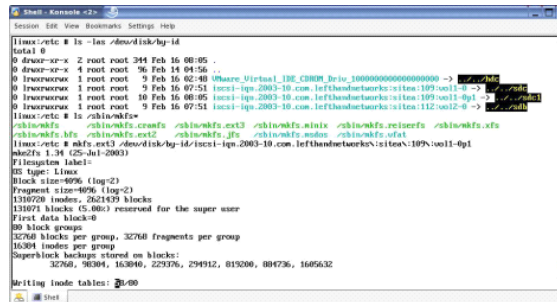 Shell - Konsole <2>
Session Edit View Bookmarks Settings Help
linux:/etc # ls -las /dev/disk/by-id
total 0
0 drwxr-xr-x 2 root root 344 Feb 16 08:05 .
0 drwxr-xr-x 4 root root 96 Feb 14 04:56 ..
0 lrwxrwxrwx 1 root root 9 Feb 16 02:48 VMware_Virtual_IDE_CDROM_Driv_10000000000000000000 -> ../../hdc
0 lrwxrwxrwx 1 root root 9 Feb 16 07:51 iscsi-iqn.2003-10.com.lefthandnetworks:sitea:109:vol1-0 -> ../../sdc
0 lrwxrwxrwx 1 root root 10 Feb 16 08:05 iscsi-iqn.2003-10.com.lefthandnetworks:sitea:109:vol1-0p1 -> ../../sdc1
0 lrwxrwxrwx 1 root root 9 Feb 16 07:51 iscsi-iqn.2003-10.com.lefthandnetworks:sitea:112:vol2-0 -> ../../sdb
linux:/etc # ls /sbin/mkfs*
/sbin/mkfs /sbin/mkfs.cramfs /sbin/mkfs.ext3 /sbin/mkfs.minix /sbin/mkfs.reiserfs /sbin/mkfs.xfs
/sbin/mkfs.bfs /sbin/mkfs.ext2 /sbin/mkfs.jfs /sbin/mkfs.msdos /sbin/mkfs.vfat
linux:/etc # mkfs.ext3 /dev/disk/by-id/iscsi-iqn.2003-10.com.lefthandnetworks\:sitea\:109\:vol1-0p1
mke2fs 1.34 (25-Jul-2003)
Filesystem label=
OS type: Linux
Block size=4096 (log=2)
Fragment size=4096 (log=2)
1310720 inodes, 2621439 blocks
131071 blocks (5.00%) reserved for the super user
First data block=0
80 block groups
32768 blocks per group, 32768 fragments per group
16384 inodes per group
Superblock backups stored on blocks:
32768, 98304, 163840, 229376, 294912, 819200, 884736, 1605632
Writing inode tables: 58/80
Shell